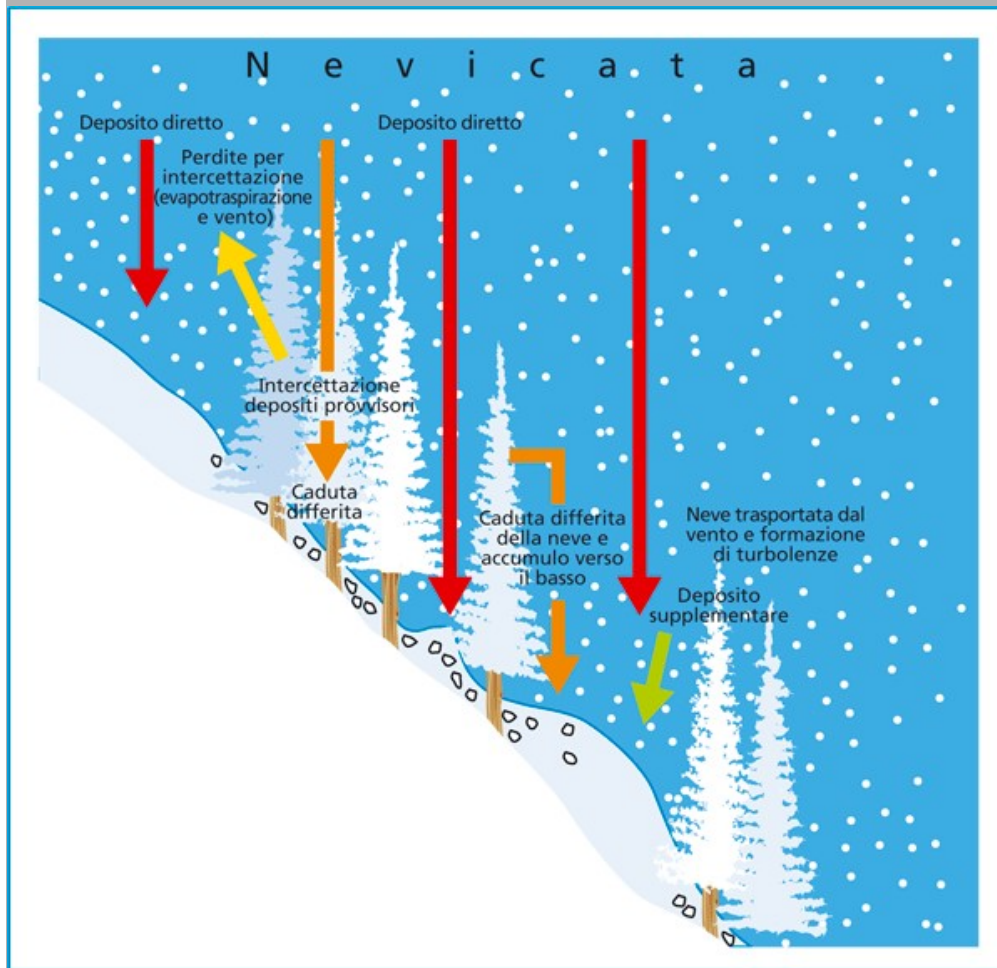 Nevicata
Deposito diretto
Deposito diretto
Perdite per
intercettazione
(evapotraspirazione
e vento)
Intercettazione
depositi provvisori
Caduta
differita
Caduta differita
della neve e
accumulo verso
il basso
Neve trasportata dal
vento e formazione
di turbolenze
Deposito
supplementare